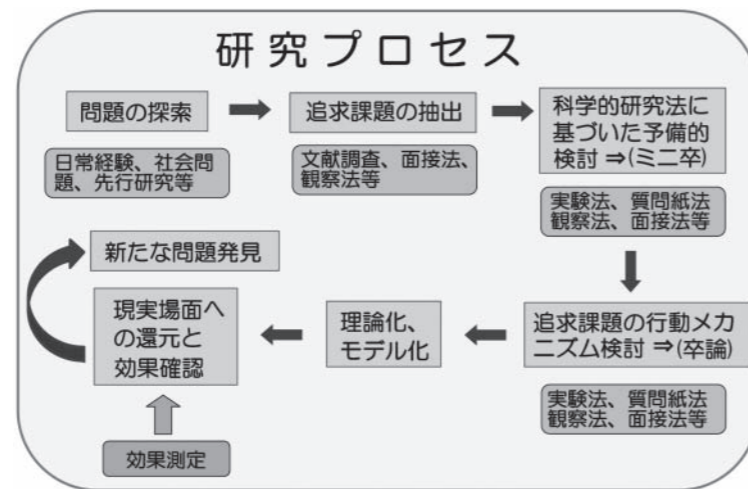 研究プロセス
問題の探索
日常経験、社会問
題、先行研究等
追求課題の抽出
文献調査、面接法、
観察法等
科学的研究法に
基づいた予備的
検討 ⇒(ミニ卒)
実験法、質問紙法
観察法、面接法等
追求課題の行動メカ
ニズム検討 ⇒(卒論)
実験法、質問紙法
観察法、面接法等
理論化、
モデル化
現実場面へ
の還元と
効果確認
効果測定
新たな問題発見